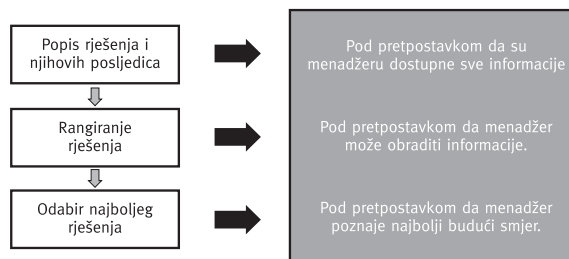 Popis rješenja i
njihovih posljedica
Pod pretpostavkom da su
menadžeru dostupne sve informacije
Rangiranje
rješenja
Pod pretpostavkom da menadžer
može obraditi informacije.
Odabir najboljeg
rješenja
Pod pretpostavkom da menadžer
poznaje najbolji budući smjer.